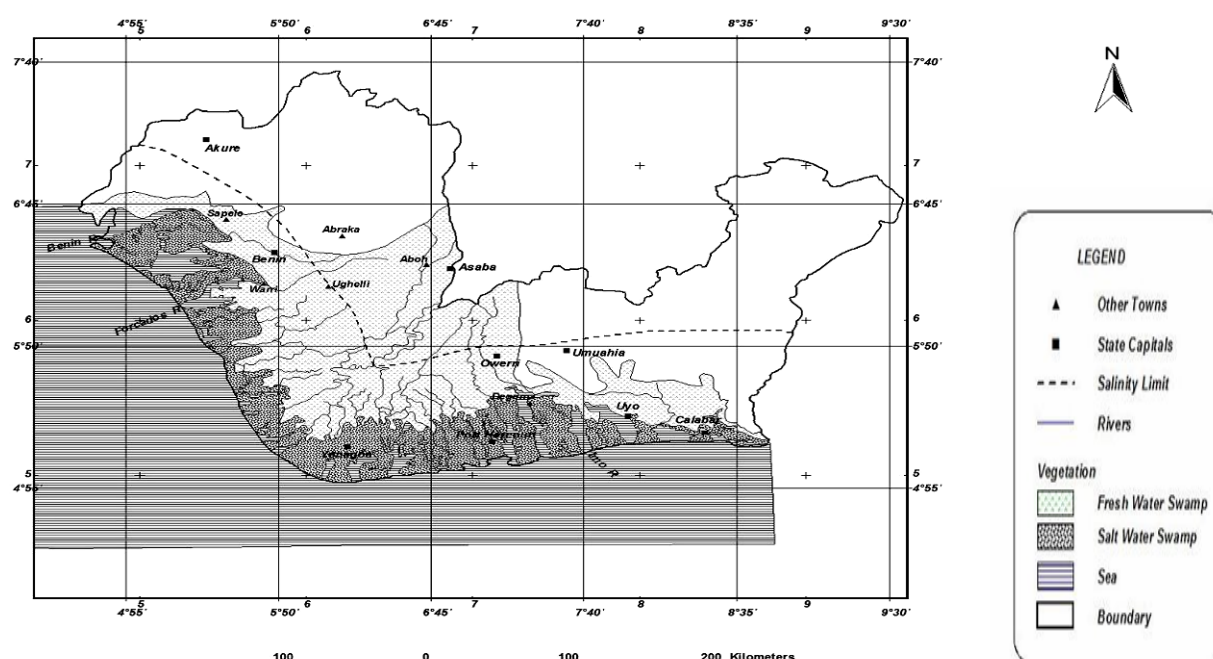 4°55' 5°50' 6°45' 7°40' 8°35' 9°30'
5 6 7 8 9
7°40' 7°40'
Akure
7 7
6°45' 6°45'
Sapele
Abraka
Benin R
Benin
Aboh
Asaba
Warri
Ughelli
Forcados R
6 6
5°50' 5°50'
Owerri
Umuahia
Uyo
Calabar
Port Harcourt
Yenagoa
Imo R
5 5
4°55' 4°55'
5 6 7 8 9
4°55' 5°50' 6°45' 7°40' 8°35' 9°30'
100 0 100 200 Kilometers
N
LEGEND
Other Towns
State Capitals
Salinity Limit
Rivers
Vegetation
Fresh Water Swamp
Salt Water Swamp
Sea
Boundary